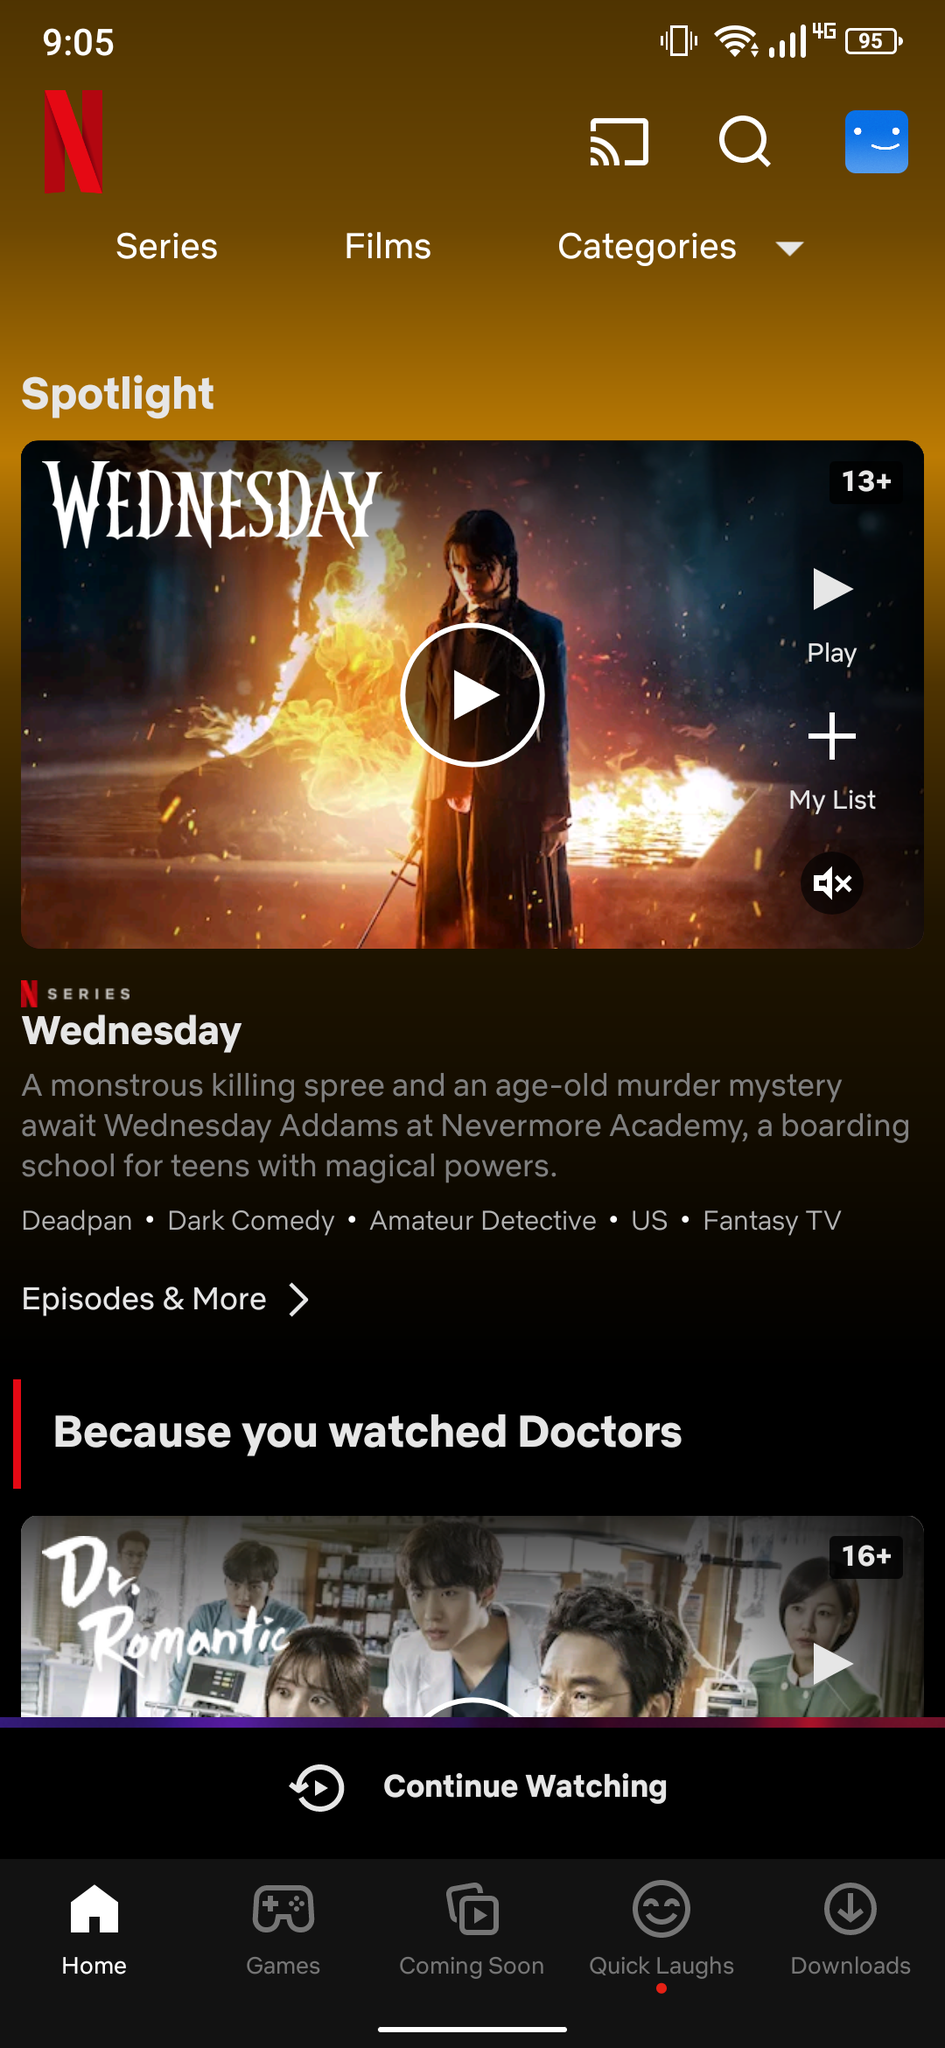 9:05
4G
95
N
Series
Films
Categories
Spotlight
WEDNESDAY
13+
Play
My List
N SERIES
Wednesday
A monstrous killing spree and an age-old murder mystery
await Wednesday Addams at Nevermore Academy, a boarding
school for teens with magical powers.
Deadpan • Dark Comedy • Amateur Detective • US • Fantasy TV
Episodes & More
Because you watched Doctors
Dr.
Romantic
16+
Continue Watching
Home
Games
Coming Soon
Quick Laughs
Downloads